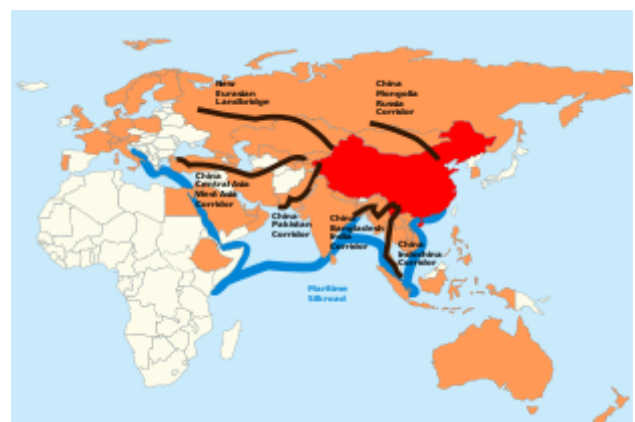 New
Eurasian
Landbridge
China
Mongolia
Russia
Corridor
China
Central Asia
West Asia
Corridor
China
Pakistan
Corridor
China
Bangladesh
India
Corridor
China
Indochina
Corridor
Maritime
Silkroad